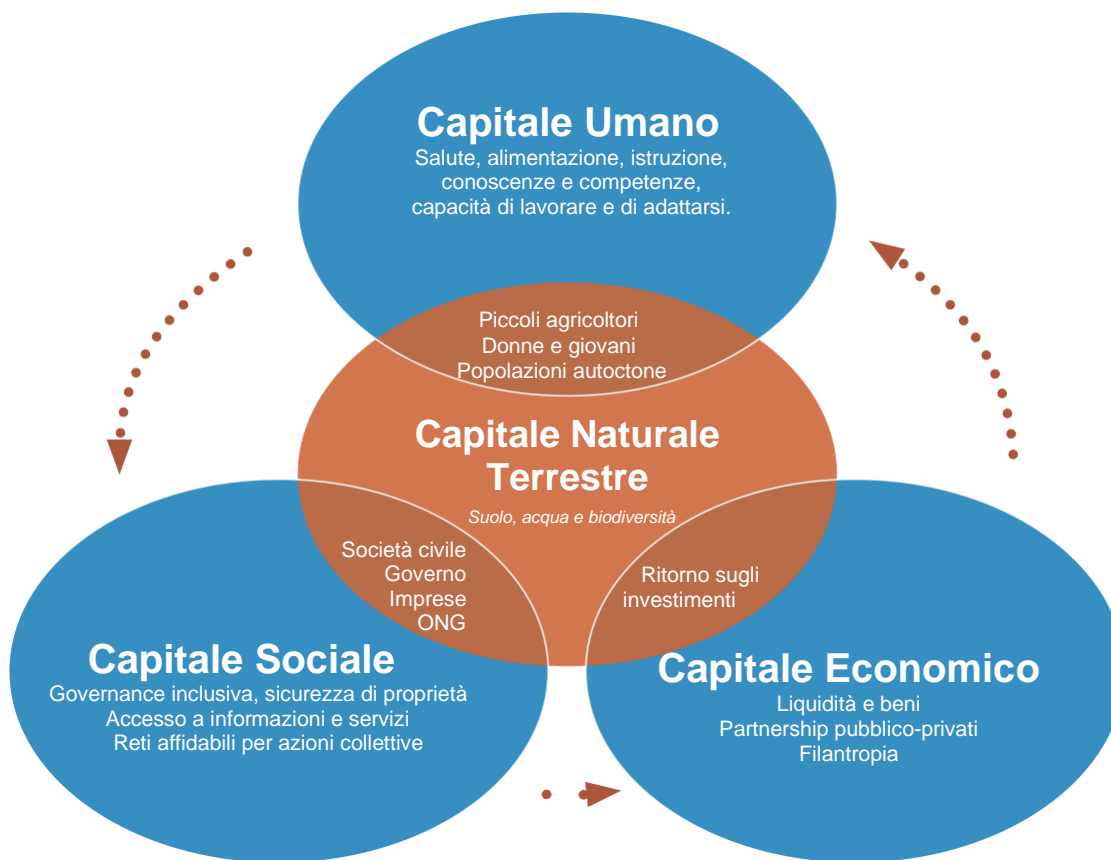 Capitale Umano
Salute, alimentazione, istruzione,
conoscenze e competenze,
capacità di lavorare e di adattarsi.
Piccoli agricoltori
Donne e giovani
Popolazioni autoctone
Capitale Naturale
Terrestre
Suolo, acqua e biodiversità
Società civile
Governo
Imprese
ONG
Ritorno sugli
investimenti
Capitale Sociale
Governance inclusiva, sicurezza di proprietà
Accesso a informazioni e servizi
Reti affidabili per azioni collettive
Capitale Economico
Liquidità e beni
Partnership pubblico-privati
Filantropia